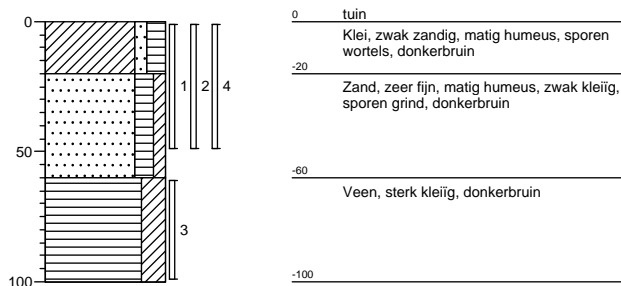 0
50
100
1
2
4
3
0
tuin
Klei, zwak zandig, matig humeus, sporen
wortels, donkerbruin
-20
Zand, zeer fijn, matig humeus, zwak kleiïg,
sporen grind, donkerbruin
-60
Veen, sterk kleiïg, donkerbruin
-100